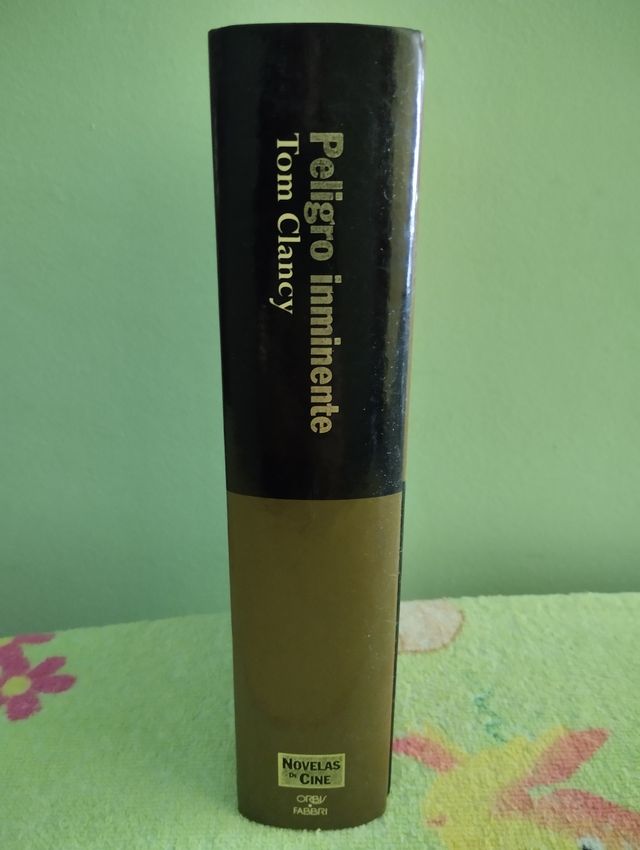 Peligro inminente
Tom Clancy
NOVELAS
DE CINE
ORBIS
FABBRI